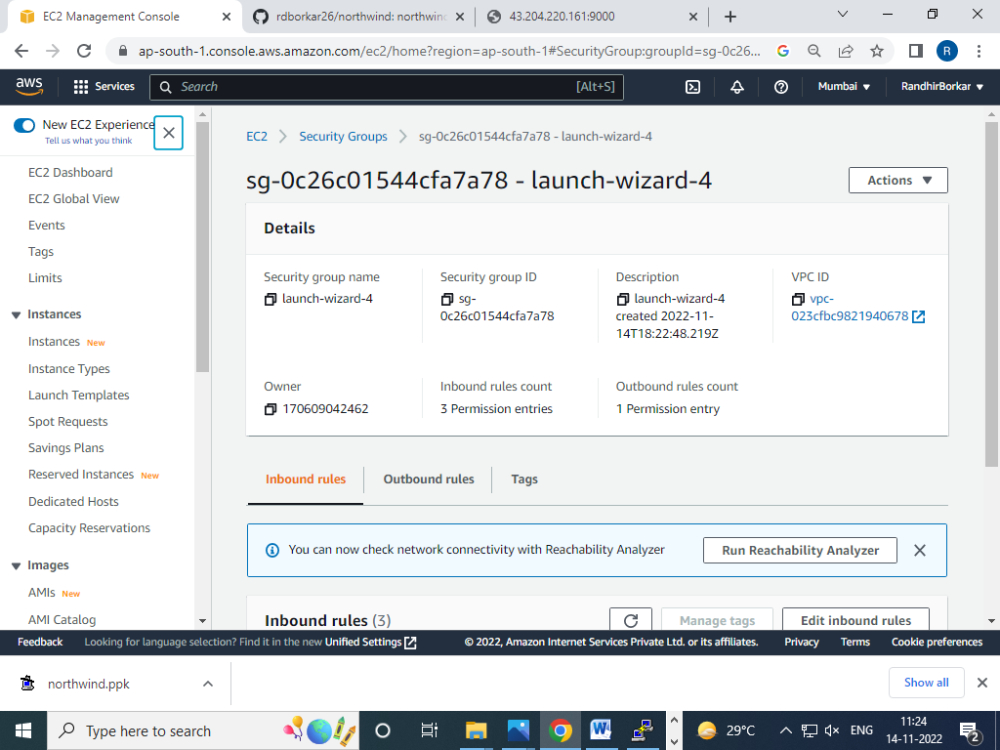 EC2 Management Console
rdborkar26/northwind: northwind
43.204.220.161:9000
ap-south-1.console.aws.amazon.com/ec2/home?region=ap-south-1#SecurityGroup:groupId=sg-0c26...
R
aws
Services
Search
[Alt+S]
Mumbai
RandhirBorkar
New EC2 Experience
Tell us what you think
EC2 Dashboard
EC2 Global View
Events
Tags
Limits
Instances
Instances New
Instance Types
Launch Templates
Spot Requests
Savings Plans
Reserved Instances New
Dedicated Hosts
Capacity Reservations
Images
AMIs New
AMI Catalog
EC2
Security Groups
sg-0c26c01544cfa7a78 - launch-wizard-4
sg-0c26c01544cfa7a78 - launch-wizard-4
Actions
Details
Security group name
launch-wizard-4
Security group ID
sg-
0c26c01544cfa7a78
Description
launch-wizard-4
created 2022-11-
14T18:22:48.219Z
VPC ID
vpc-
023cfbc9821940678
Owner
170609042462
Inbound rules count
3 Permission entries
Outbound rules count
1 Permission entry
Inbound rules
Outbound rules
Tags
You can now check network connectivity with Reachability Analyzer
Run Reachability Analyzer
Inbound rules (3)
Manage tags
Edit inbound rules
Feedback
Looking for language selection? Find it in the new Unified Settings
© 2022, Amazon Internet Services Private Ltd. or its affiliates.
Privacy
Terms
Cookie preferences
northwind.ppk
Show all
Type here to search
W
29°C
ENG
11:24
14-11-2022
2